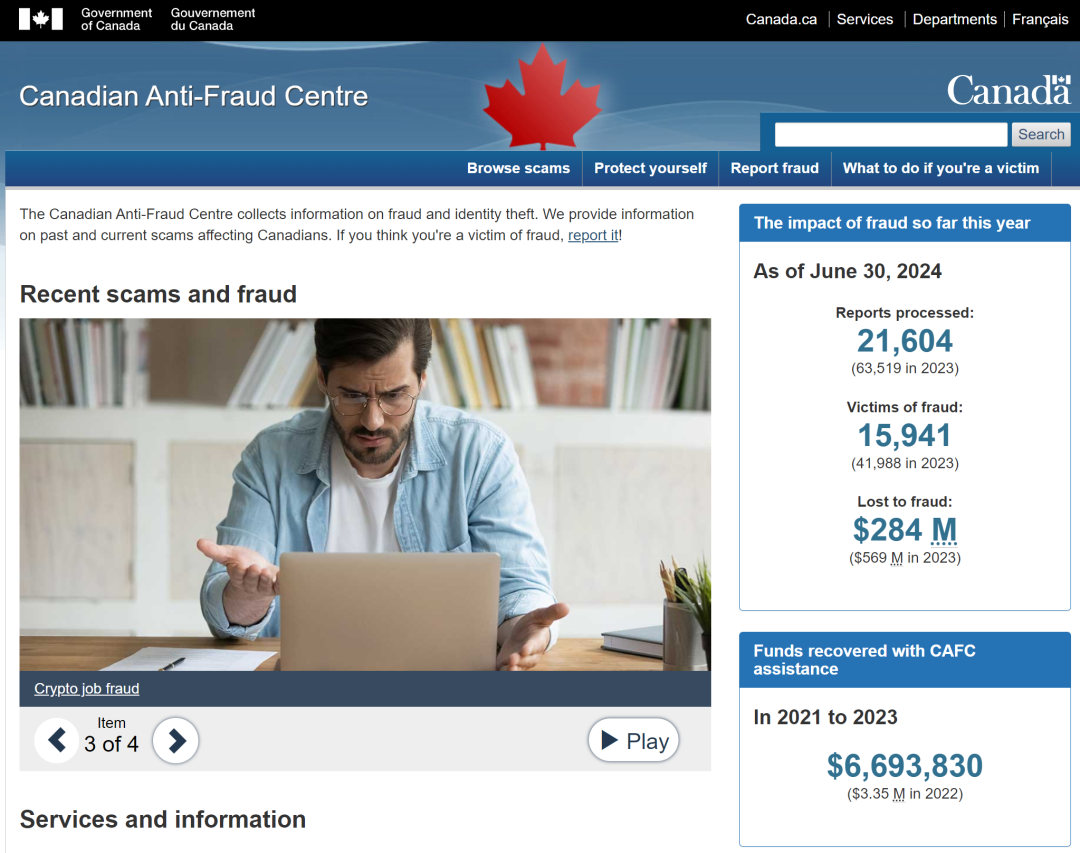 Government of Canada
Gouvernement du Canada
Canada.ca
Services
Departments
Français
Canadian Anti-Fraud Centre
Canada
Search
Browse scams
Protect yourself
Report fraud
What to do if you're a victim
The Canadian Anti-Fraud Centre collects information on fraud and identity theft. We provide information
on past and current scams affecting Canadians. If you think you're a victim of fraud, report it!
Recent scams and fraud
Crypto job fraud
Item
3 of 4
Play
Services and information
The impact of fraud so far this year
As of June 30, 2024
Reports processed:
21,604
(63,519 in 2023)
Victims of fraud:
15,941
(41,988 in 2023)
Lost to fraud:
$284 M
($569 M in 2023)
Funds recovered with CAFC
assistance
In 2021 to 2023
$6,693,830
($3.35 M in 2022)